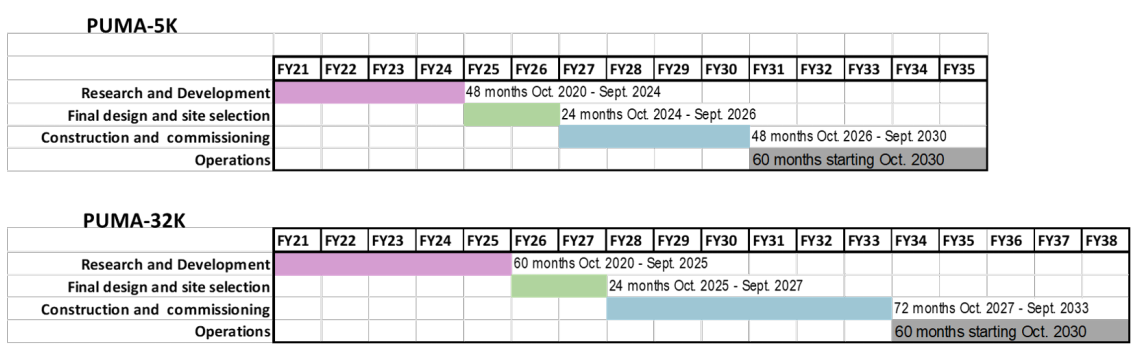 PUMA-5K
FY21 FY22 FY23 FY24 FY25 FY26 FY27 FY28 FY29 FY30 FY31 FY32 FY33 FY34 FY35
Research and Development 48 months Oct. 2020 - Sept. 2024
Final design and site selection 24 months Oct. 2024 - Sept. 2026
Construction and commissioning 48 months Oct. 2026 - Sept. 2030
Operations 60 months starting Oct. 2030
PUMA-32K
FY21 FY22 FY23 FY24 FY25 FY26 FY27 FY28 FY29 FY30 FY31 FY32 FY33 FY34 FY35 FY36 FY37 FY38
Research and Development 60 months Oct. 2020 - Sept. 2025
Final design and site selection 24 months Oct. 2025 - Sept. 2027
Construction and commissioning 72 months Oct. 2027 - Sept. 2033
Operations 60 months starting Oct. 2030